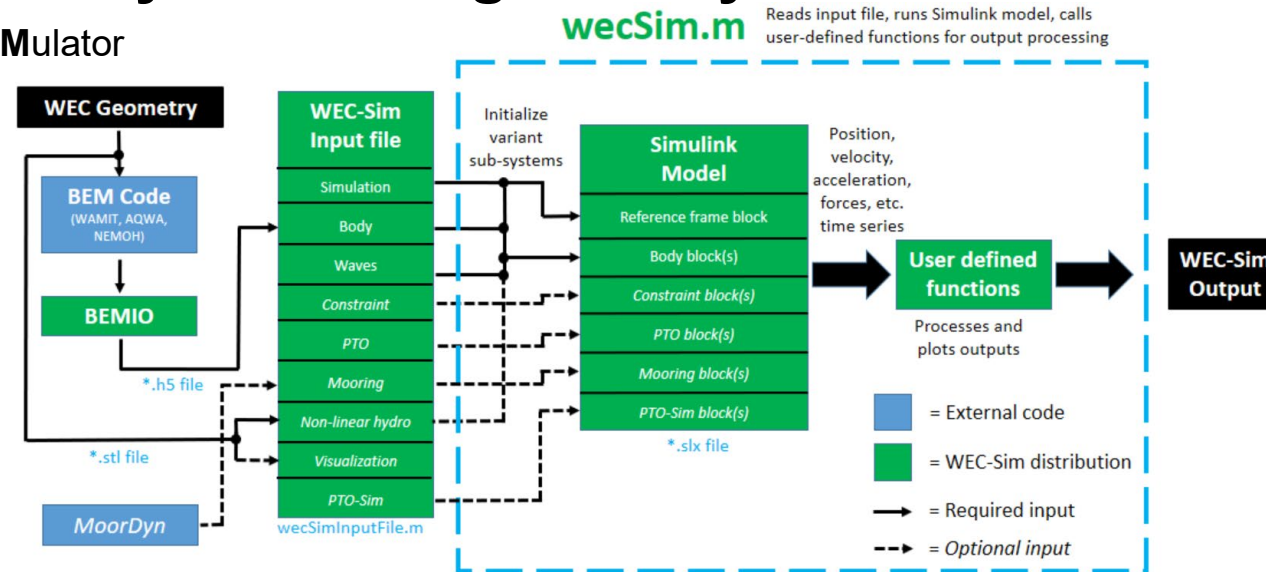 Mulator
wecSim.m
Reads input file, runs Simulink model, calls
user-defined functions for output processing
WEC Geometry
BEM Code
(WAMIT, AQWA,
NEMOH)
BEMIO
*.h5 file
*.stl file
MoorDyn
WEC-Sim
Input file
Simulation
Body
Waves
Constraint
PTO
Mooring
Non-linear hydro
Visualization
PTO-Sim
wecSimInputFile.m
Initialize
variant
sub-systems
Simulink
Model
Reference frame block
Body block(s)
Constraint block(s)
PTO block(s)
Mooring block(s)
PTO-Sim block(s)
*.slx file
Position,
velocity,
acceleration,
forces, etc.
time series
User defined
functions
Processes and
plots outputs
WEC-Sim
Output
= External code
= WEC-Sim distribution
= Required input
= Optional input